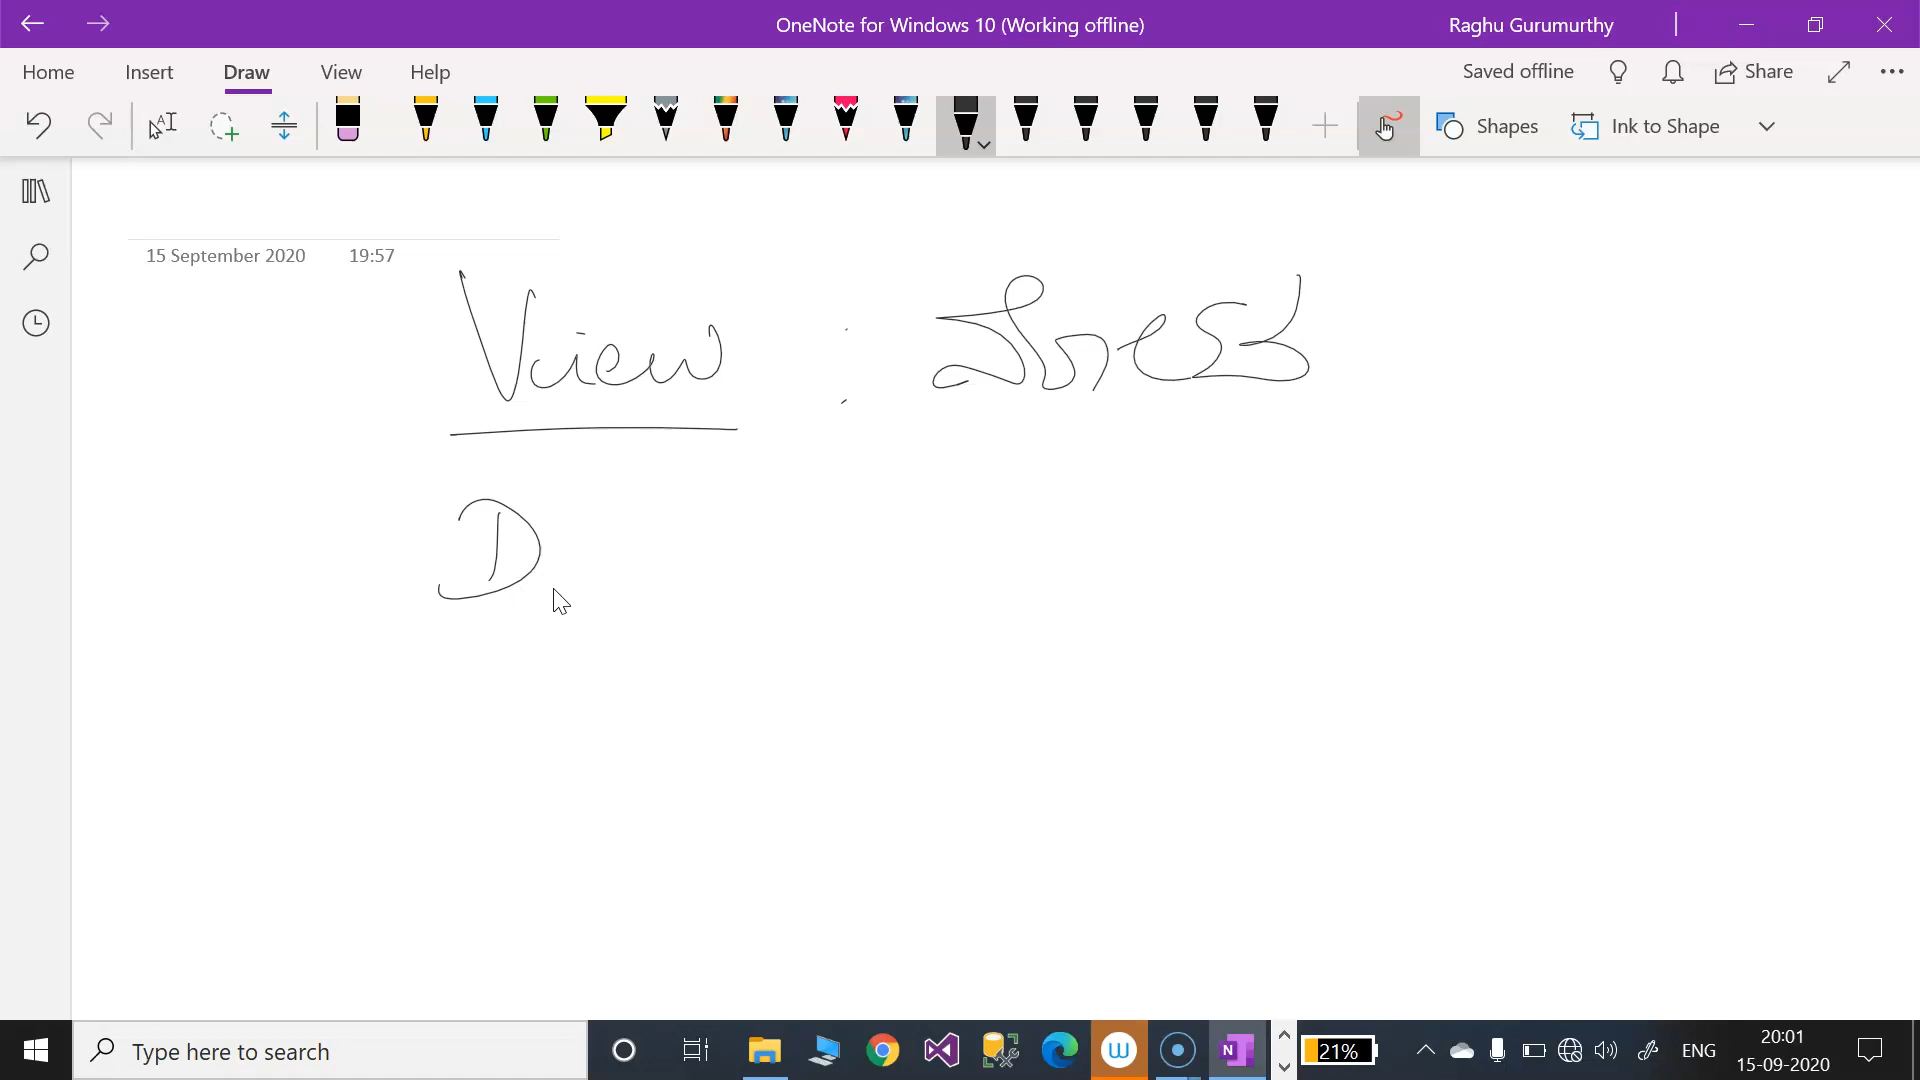 OneNote for Windows 10 (Working offline)
Raghu Gurumurthy
Home Insert Draw View Help
Saved offline
Share
Shapes
Ink to Shape
15 September 2020 19:57
View :
D
Type here to search
21%
ENG
20:01
15-09-2020